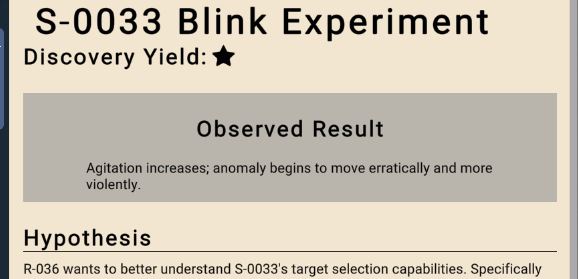 S-0033 Blink Experiment
Discovery Yield:
Observed Result
Agitation increases; anomaly begins to move erratically and more
violently.
Hypothesis
R-036 wants to better understand S-0033's target selection capabilities. Specifically